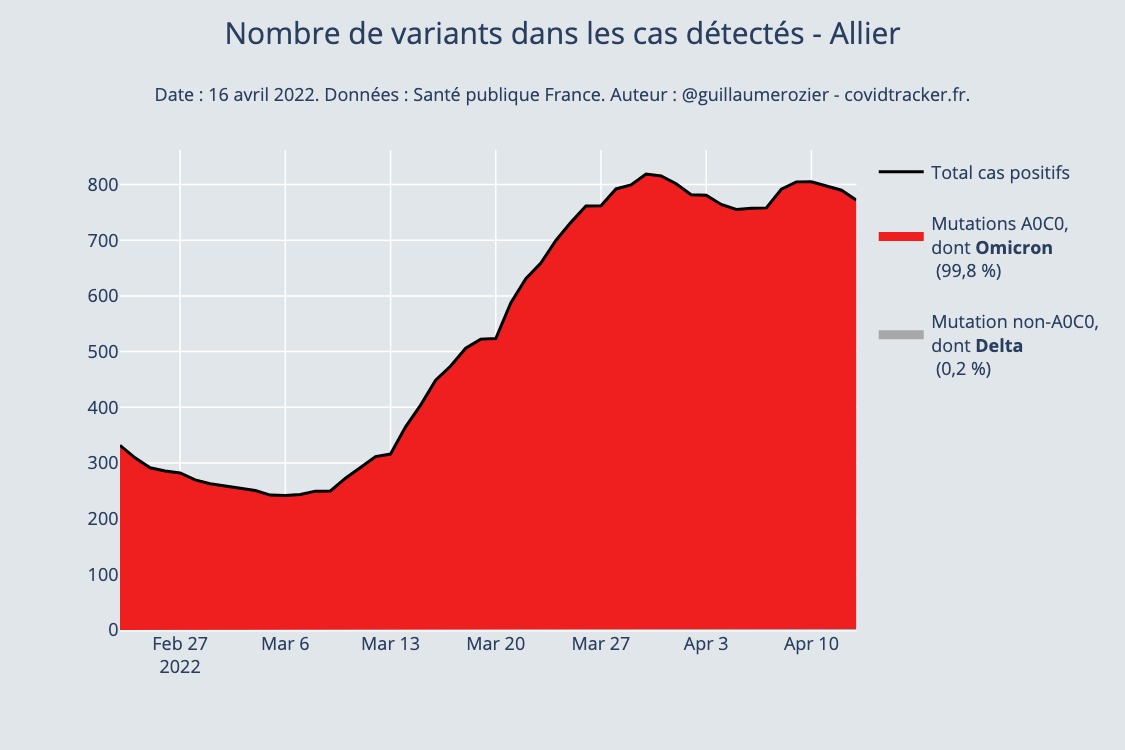 Nombre de variants dans les cas détectés - Allier
Date : 16 avril 2022. Données : Santé publique France. Auteur : @guillaumerozier - covidtracker.fr.
800
700
600
500
400
300
200
100
0
Feb 27
2022
Mar 6
Mar 13
Mar 20
Mar 27
Apr 3
Apr 10
Total cas positifs
Mutations A0C0,
dont Omicron
(99,8 %)
Mutation non-A0C0,
dont Delta
(0,2 %)